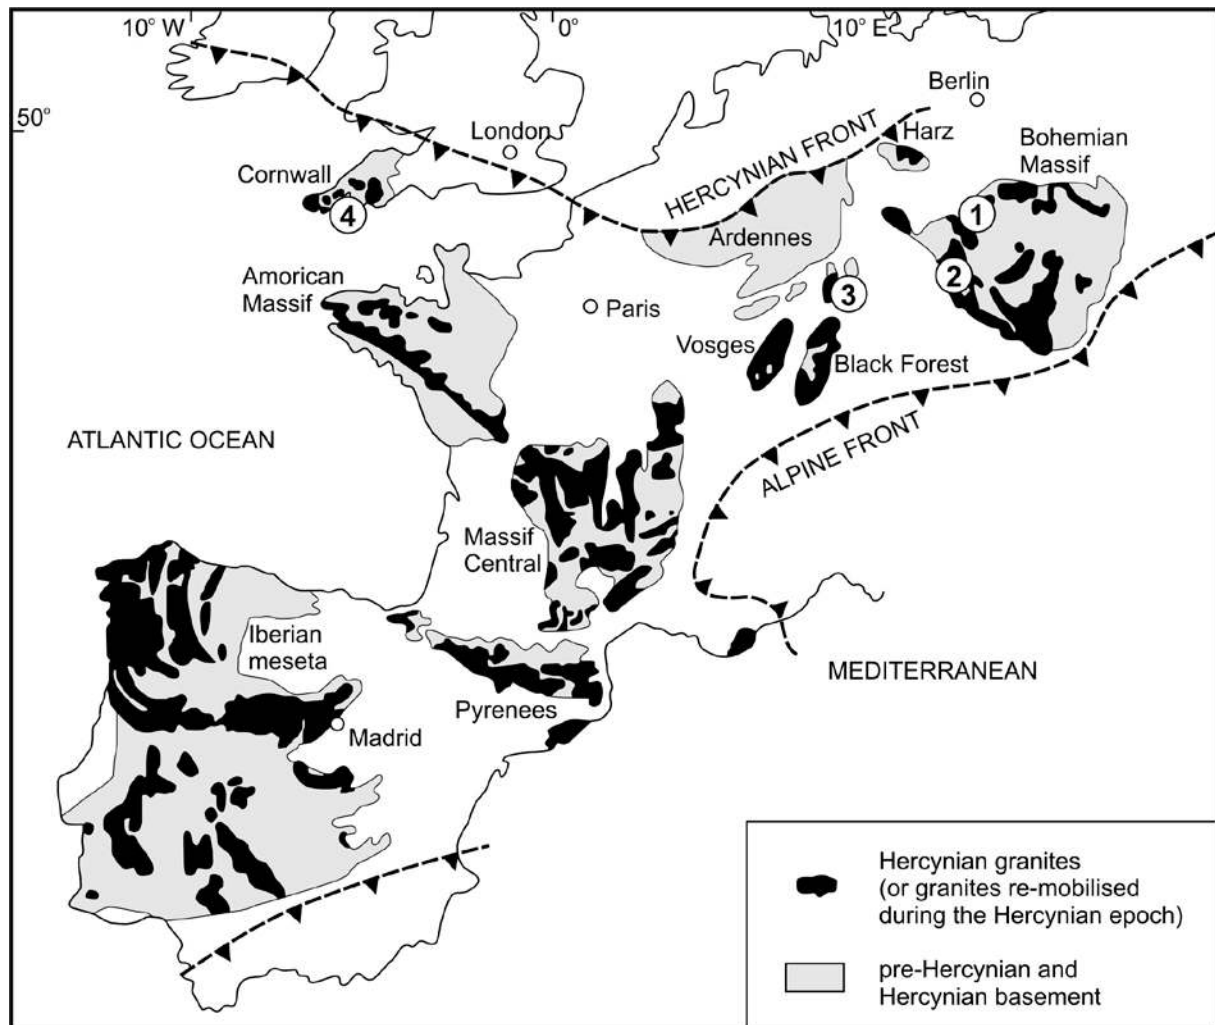 10° W
0°
10° E
50°
Berlin
London
HERCYNIAN FRONT
Harz
Bohemian
Massif
Cornwall
1
4
Ardennes
2
Amorican
Massif
3
Paris
Vosges
Black Forest
ATLANTIC OCEAN
ALPINE FRONT
Massif
Central
Iberian
meseta
MEDITERRANEAN
Pyrenees
Madrid
Hercynian granites
(or granites re-mobilised
during the Hercynian epoch)
pre-Hercynian and
Hercynian basement